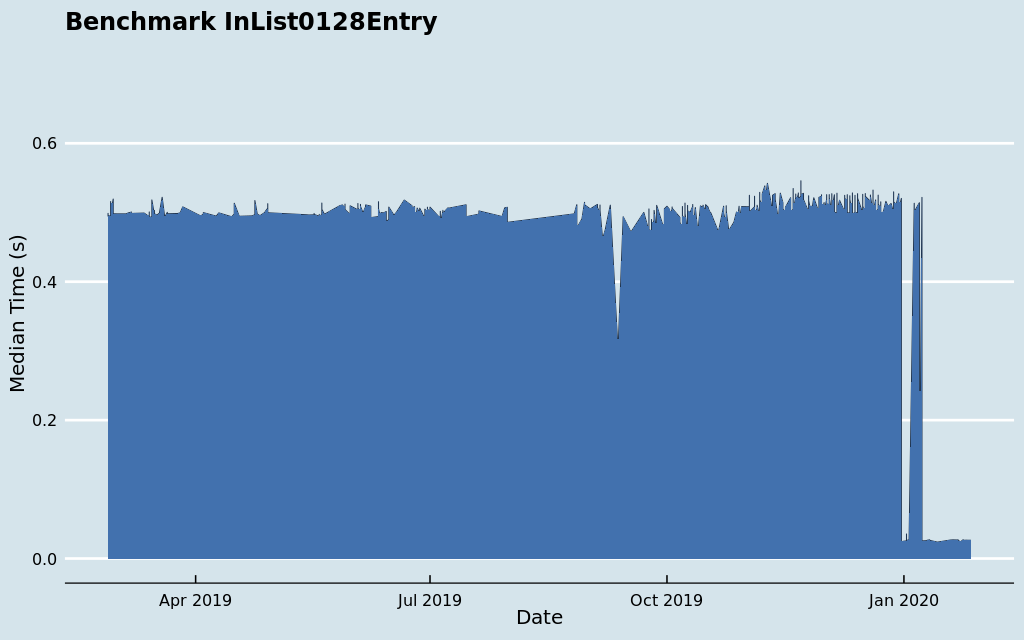 Benchmark InList0128Entry
0.6
0.4
0.2
0.0
Median Time (s)
Apr 2019
Jul 2019
Oct 2019
Jan 2020
Date